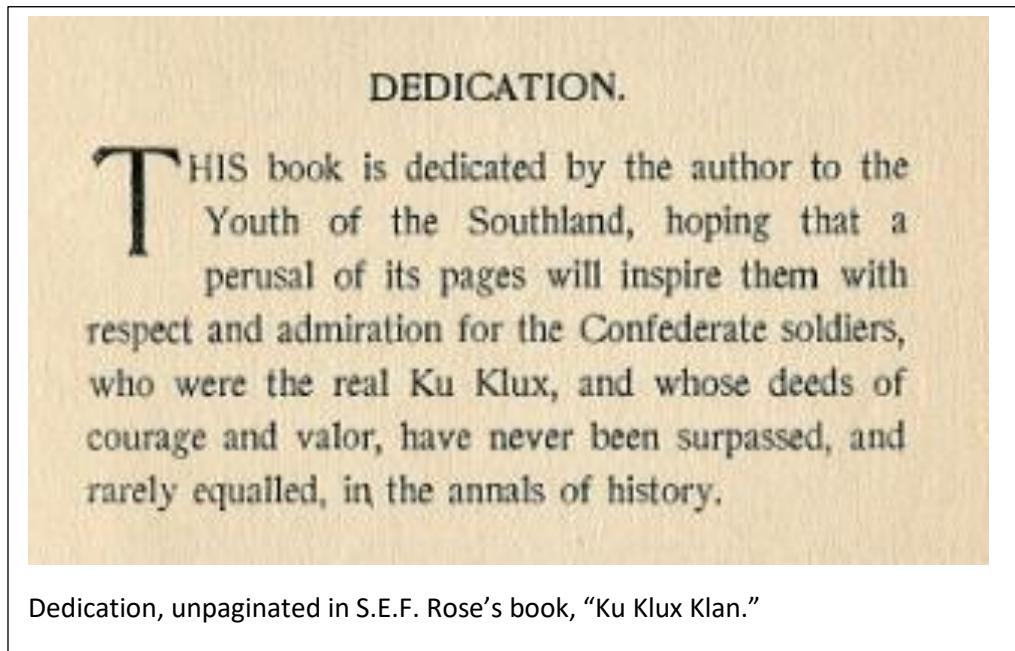 DEDICATION.
THIS book is dedicated by the author to the
Youth of the Southland, hoping that a
perusal of its pages will inspire them with
respect and admiration for the Confederate soldiers,
who were the real Ku Klux, and whose deeds of
courage and valor, have never been surpassed, and
rarely equalled, in the annals of history.
Dedication, unpaginated in S.E.F. Rose’s book, “Ku Klux Klan.”